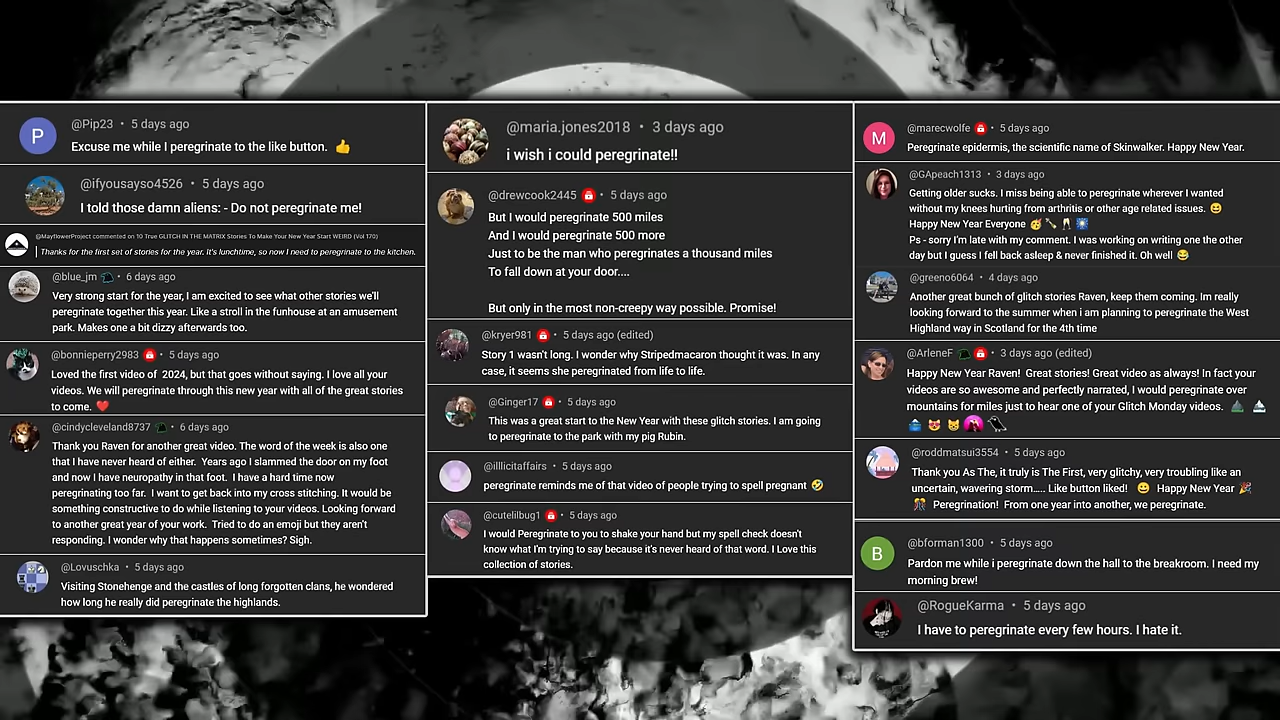 P
@Pip23 • 5 days ago
Excuse me while I peregrinate to the like button. 👍
@ifyousayso4526 • 5 days ago
I told those damn aliens: - Do not peregrinate me!
@MayflowerProject commented on 10 True GLITCH IN THE MATRIX Stories To Make Your New Year Start WEIRD (Vol 170)
Thanks for the first set of stories for the year. It's lunchtime, so now I need to peregrinate to the kitchen.
@blue_jm • 6 days ago
Very strong start for the year, I am excited to see what other stories we'll
peregrinate together this year. Like a stroll in the funhouse at an amusement
park. Makes one a bit dizzy afterwards too.
@bonnieperry2983 • 5 days ago
Loved the first video of 2024, but that goes without saying. I love all your
videos. We will peregrinate through this new year with all of the great stories
to come. ❤️
@cindycleveland8737 • 6 days ago
Thank you Raven for another great video. The word of the week is also one
that I have never heard of either. Years ago I slammed the door on my foot
and now I have neuropathy in that foot. I have a hard time now
peregrinating too far. I want to get back into my cross stitching. It would be
something constructive to do while listening to your videos. Looking forward
to another great year of your work. Tried to do an emoji but they aren't
responding. I wonder why that happens sometimes? Sigh.
@Lovuschka • 5 days ago
Visiting Stonehenge and the castles of long forgotten clans, he wondered
how long he really did peregrinate the highlands.
@maria.jones2018 • 3 days ago
i wish i could peregrinate!!
@drewcook2445 • 5 days ago
But I would peregrinate 500 miles
And I would peregrinate 500 more
Just to be the man who peregrinates a thousand miles
To fall down at your door....
But only in the most non-creepy way possible. Promise!
@kryer981 • 5 days ago (edited)
Story 1 wasn't long. I wonder why Stripedmacaron thought it was. In any
case, it seems she peregrinated from life to life.
@Ginger17 • 5 days ago
This was a great start to the New Year with these glitch stories. I am going
to peregrinate to the park with my pig Rubin.
@illlicitaffairs • 5 days ago
peregrinate reminds me of that video of people trying to spell pregnant 🤣
@cutelilbug1 • 5 days ago
I would Peregrinate to you to shake your hand but my spell check doesn't
know what I'm trying to say because it's never heard of that word. I Love this
collection of stories.
M
@marecwolfe • 5 days ago
Peregrinate epidermis, the scientific name of Skinwalker. Happy New Year.
@GApeach1313 • 3 days ago
Getting older sucks. I miss being able to peregrinate wherever I wanted
without my knees hurting from arthritis or other age related issues. 😄
Happy New Year Everyone 🥳🍾🥂🎆
Ps - sorry I'm late with my comment. I was working on writing one the other
day but I guess I fell back asleep & never finished it. Oh well 😂
@greeno6064 • 4 days ago
Another great bunch of glitch stories Raven, keep them coming. Im really
looking forward to the summer when i am planning to peregrinate the West
Highland way in Scotland for the 4th time
@ArleneF • 3 days ago (edited)
Happy New Year Raven! Great stories! Great video as always! In fact your
videos are so awesome and perfectly narrated, I would peregrinate over
mountains for miles just to hear one of your Glitch Monday videos.
@roddmatsui3554 • 5 days ago
Thank you As The, it truly is The First, very glitchy, very troubling like an
uncertain, wavering storm..... Like button liked! 😀 Happy New Year 🎉
🎊 Peregrination! From one year into another, we peregrinate.
B
@bforman1300 • 5 days ago
Pardon me while i peregrinate down the hall to the breakroom. I need my
morning brew!
@RogueKarma • 5 days ago
I have to peregrinate every few hours. I hate it.